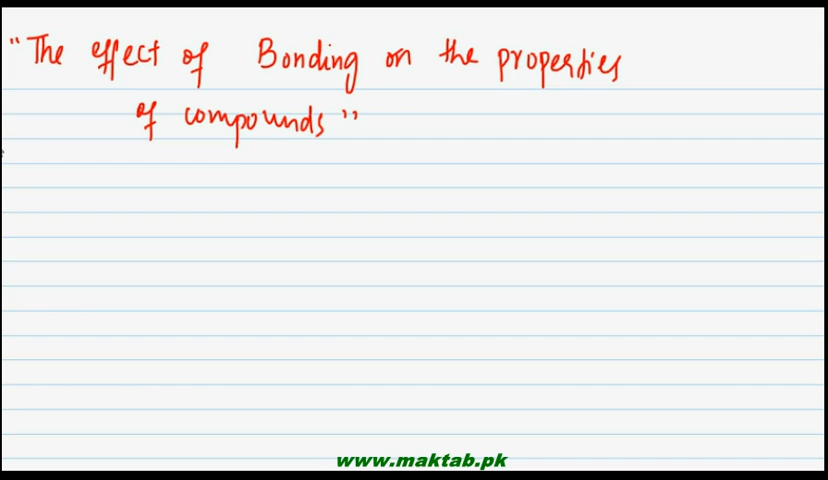 "The effect of Bonding on the properties
of compounds"
www.maktab.pk